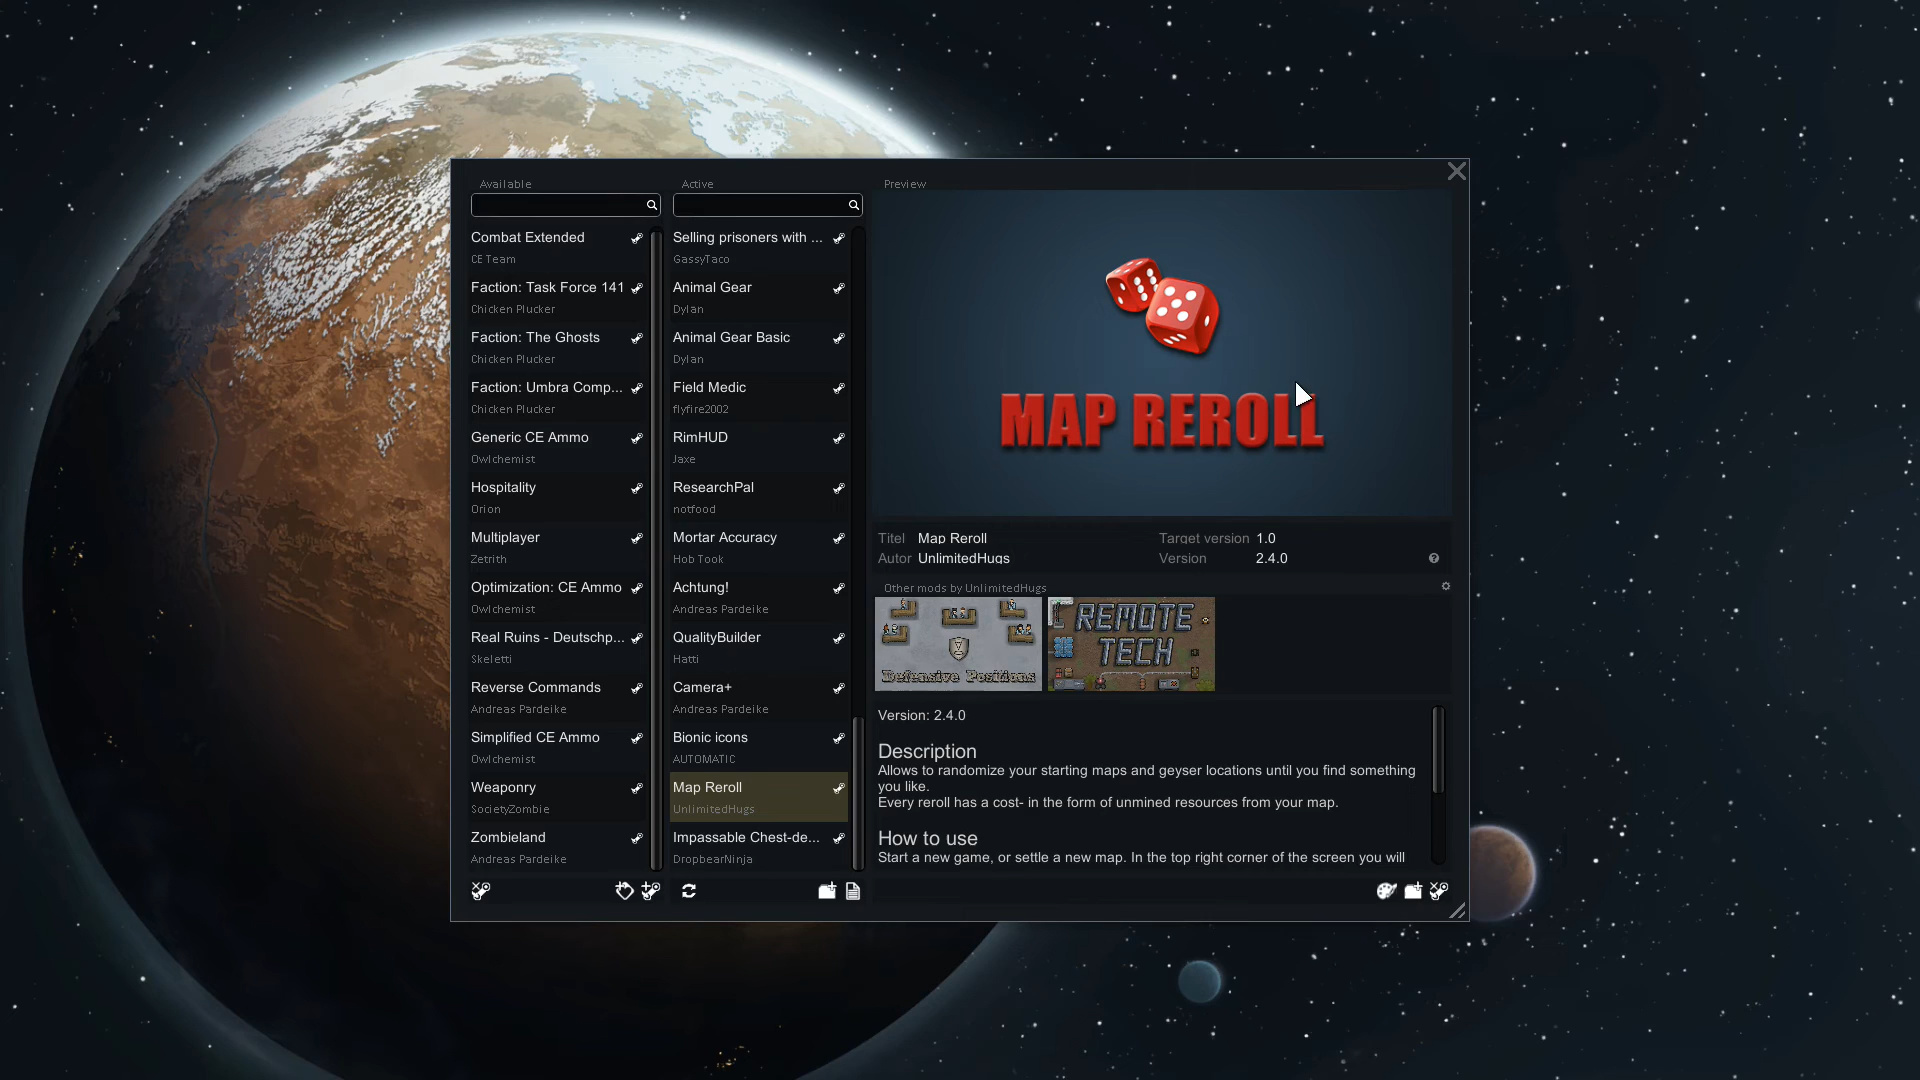 Available
Active
Preview
Combat Extended
CE Team
Faction: Task Force 141
Chicken Plucker
Faction: The Ghosts
Chicken Plucker
Faction: Umbra Comp...
Chicken Plucker
Generic CE Ammo
Owlchemist
Hospitality
Orion
Multiplayer
Zetrith
Optimization: CE Ammo
Owlchemist
Real Ruins - Deutschp...
Skeletti
Reverse Commands
Andreas Pardeike
Simplified CE Ammo
Owlchemist
Weaponry
SocietyZombie
Zombieland
Andreas Pardeike
Selling prisoners with ...
GassyTaco
Animal Gear
Dylan
Animal Gear Basic
Dylan
Field Medic
flyfire2002
RimHUD
Jaxe
ResearchPal
notfood
Mortar Accuracy
Hob Took
Achtung!
Andreas Pardeike
QualityBuilder
Hatti
Camera+
Andreas Pardeike
Bionic icons
AUTOMATIC
Map Reroll
UnlimitedHugs
Impassable Chest-de...
DropbearNinja
MAP REROLL
Titel Map Reroll
Target version 1.0
Autor UnlimitedHugs
Version 2.4.0
Other mods by UnlimitedHugs
Defensive Positions
REMOTE
TECH
Version: 2.4.0
Description
Allows to randomize your starting maps and geyser locations until you find something
you like.
Every reroll has a cost- in the form of unmined resources from your map.
How to use
Start a new game, or settle a new map. In the top right corner of the screen you will